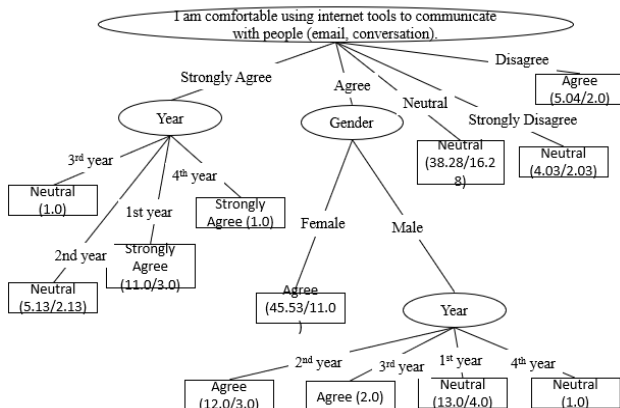 I am comfortable using internet tools to communicate
with people (email, conversation).
Strongly Agree
Agree
Neutral
Strongly Disagree
Disagree
Agree
(5.04/2.0)
Year
Gender
Neutral
(38.28/16.2
8)
Neutral
(4.03/2.03)
3rd year
2nd year
1st year
4th year
Neutral
(1.0)
Neutral
(5.13/2.13)
Strongly
Agree
(11.0/3.0)
Strongly
Agree (1.0)
Female
Male
Agree
(45.53/11.0
)
Year
2nd year
3rd year
1st year
4th year
Agree
(12.0/3.0)
Agree (2.0)
Neutral
(13.0/4.0)
Neutral
(1.0)